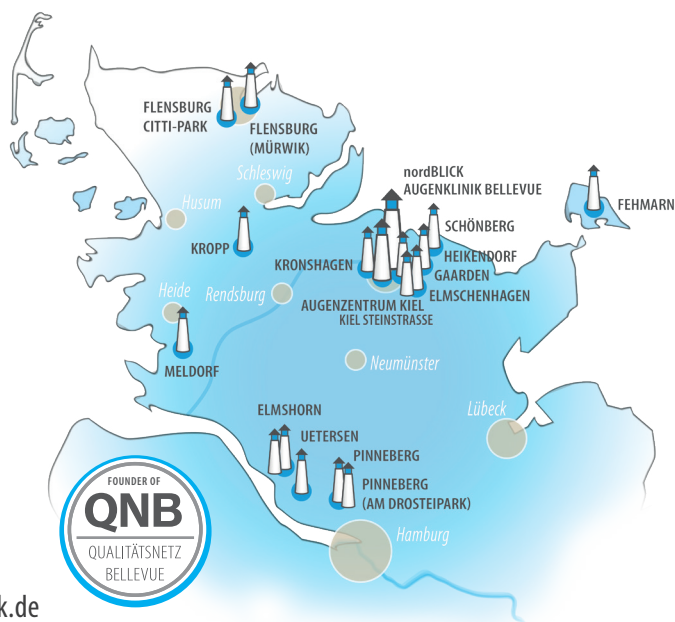 FLENSBURG
CITTI-PARK
FLENSBURG
(MÜRWIK)
nordBLICK
AUGENKLINIK BELLEVUE
Schleswig
Husum
FEHMARN
SCHÖNBERG
KROPP
HEIKENDORF
KRONSHAGEN
GAARDEN
Heide
Rendsburg
ELMSCHENHAGEN
AUGENZENTRUM KIEL
KIEL STEINSTRASSE
Neumünster
MELDORF
ELMSHORN
Lübeck
UETERSEN
PINNEBERG
PINNEBERG
(AM DROSTEIPARK)
FOUNDER OF
QNB
QUALITÄTSNETZ
BELLEVUE
Hamburg
k.de